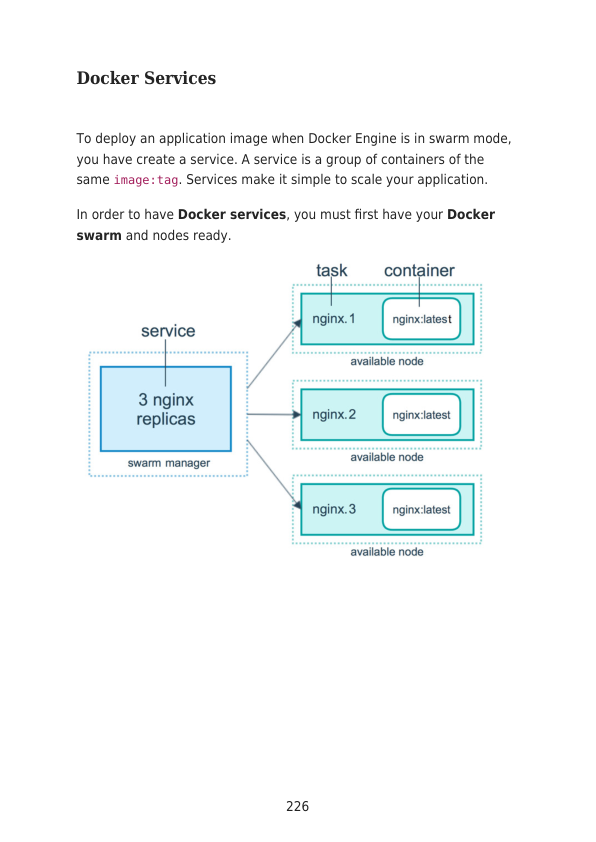 Docker Services
To deploy an application image when Docker Engine is in swarm mode,
you have create a service. A service is a group of containers of the
same image:tag. Services make it simple to scale your application.
In order to have Docker services, you must first have your Docker
swarm and nodes ready.
task container
nginx.1 nginx:latest
available node
service
3 nginx
replicas
swarm manager
nginx.2 nginx:latest
available node
nginx.3 nginx:latest
available node
226